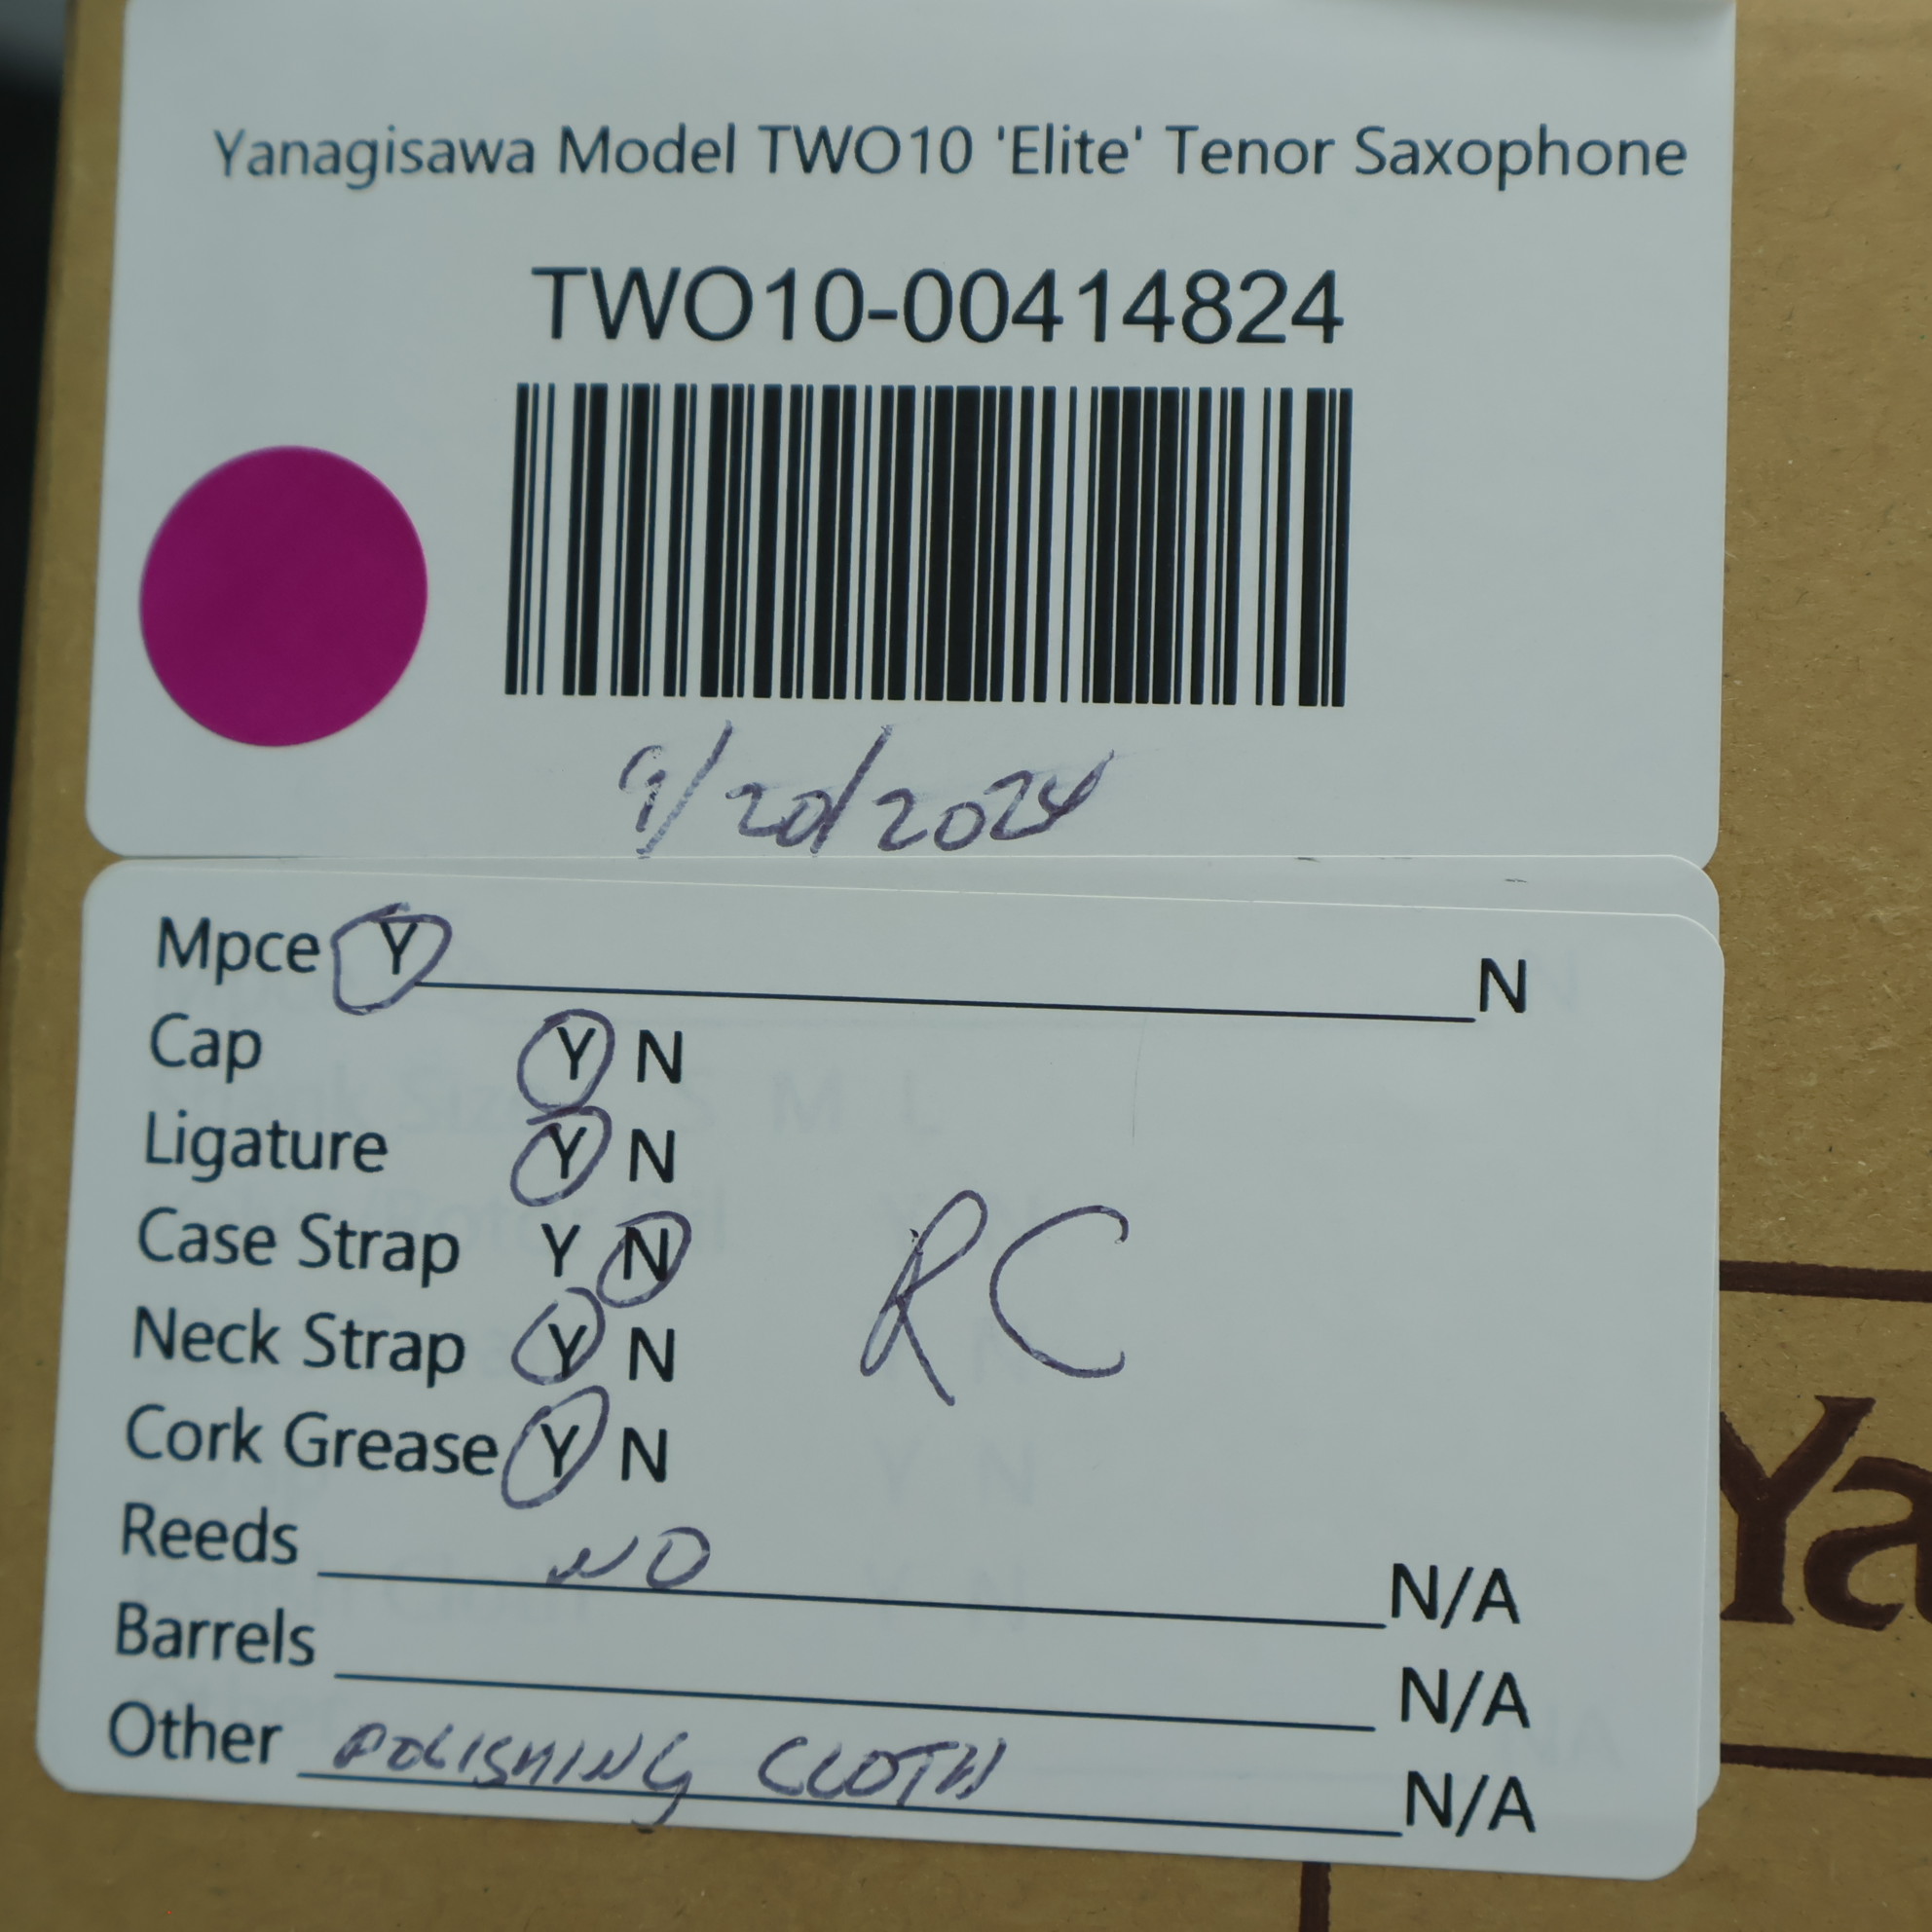 Yanagisawa Model TWO10 'Elite' Tenor Saxophone
TWO10-00414824
9/20/2024
Mpce Y N
Cap Y N
Ligature Y N
Case Strap Y N
Neck Strap Y N
RC
Cork Grease Y N
Reeds NO N/A
Barrels N/A
Other POLISHING CLOTH N/A
Ya